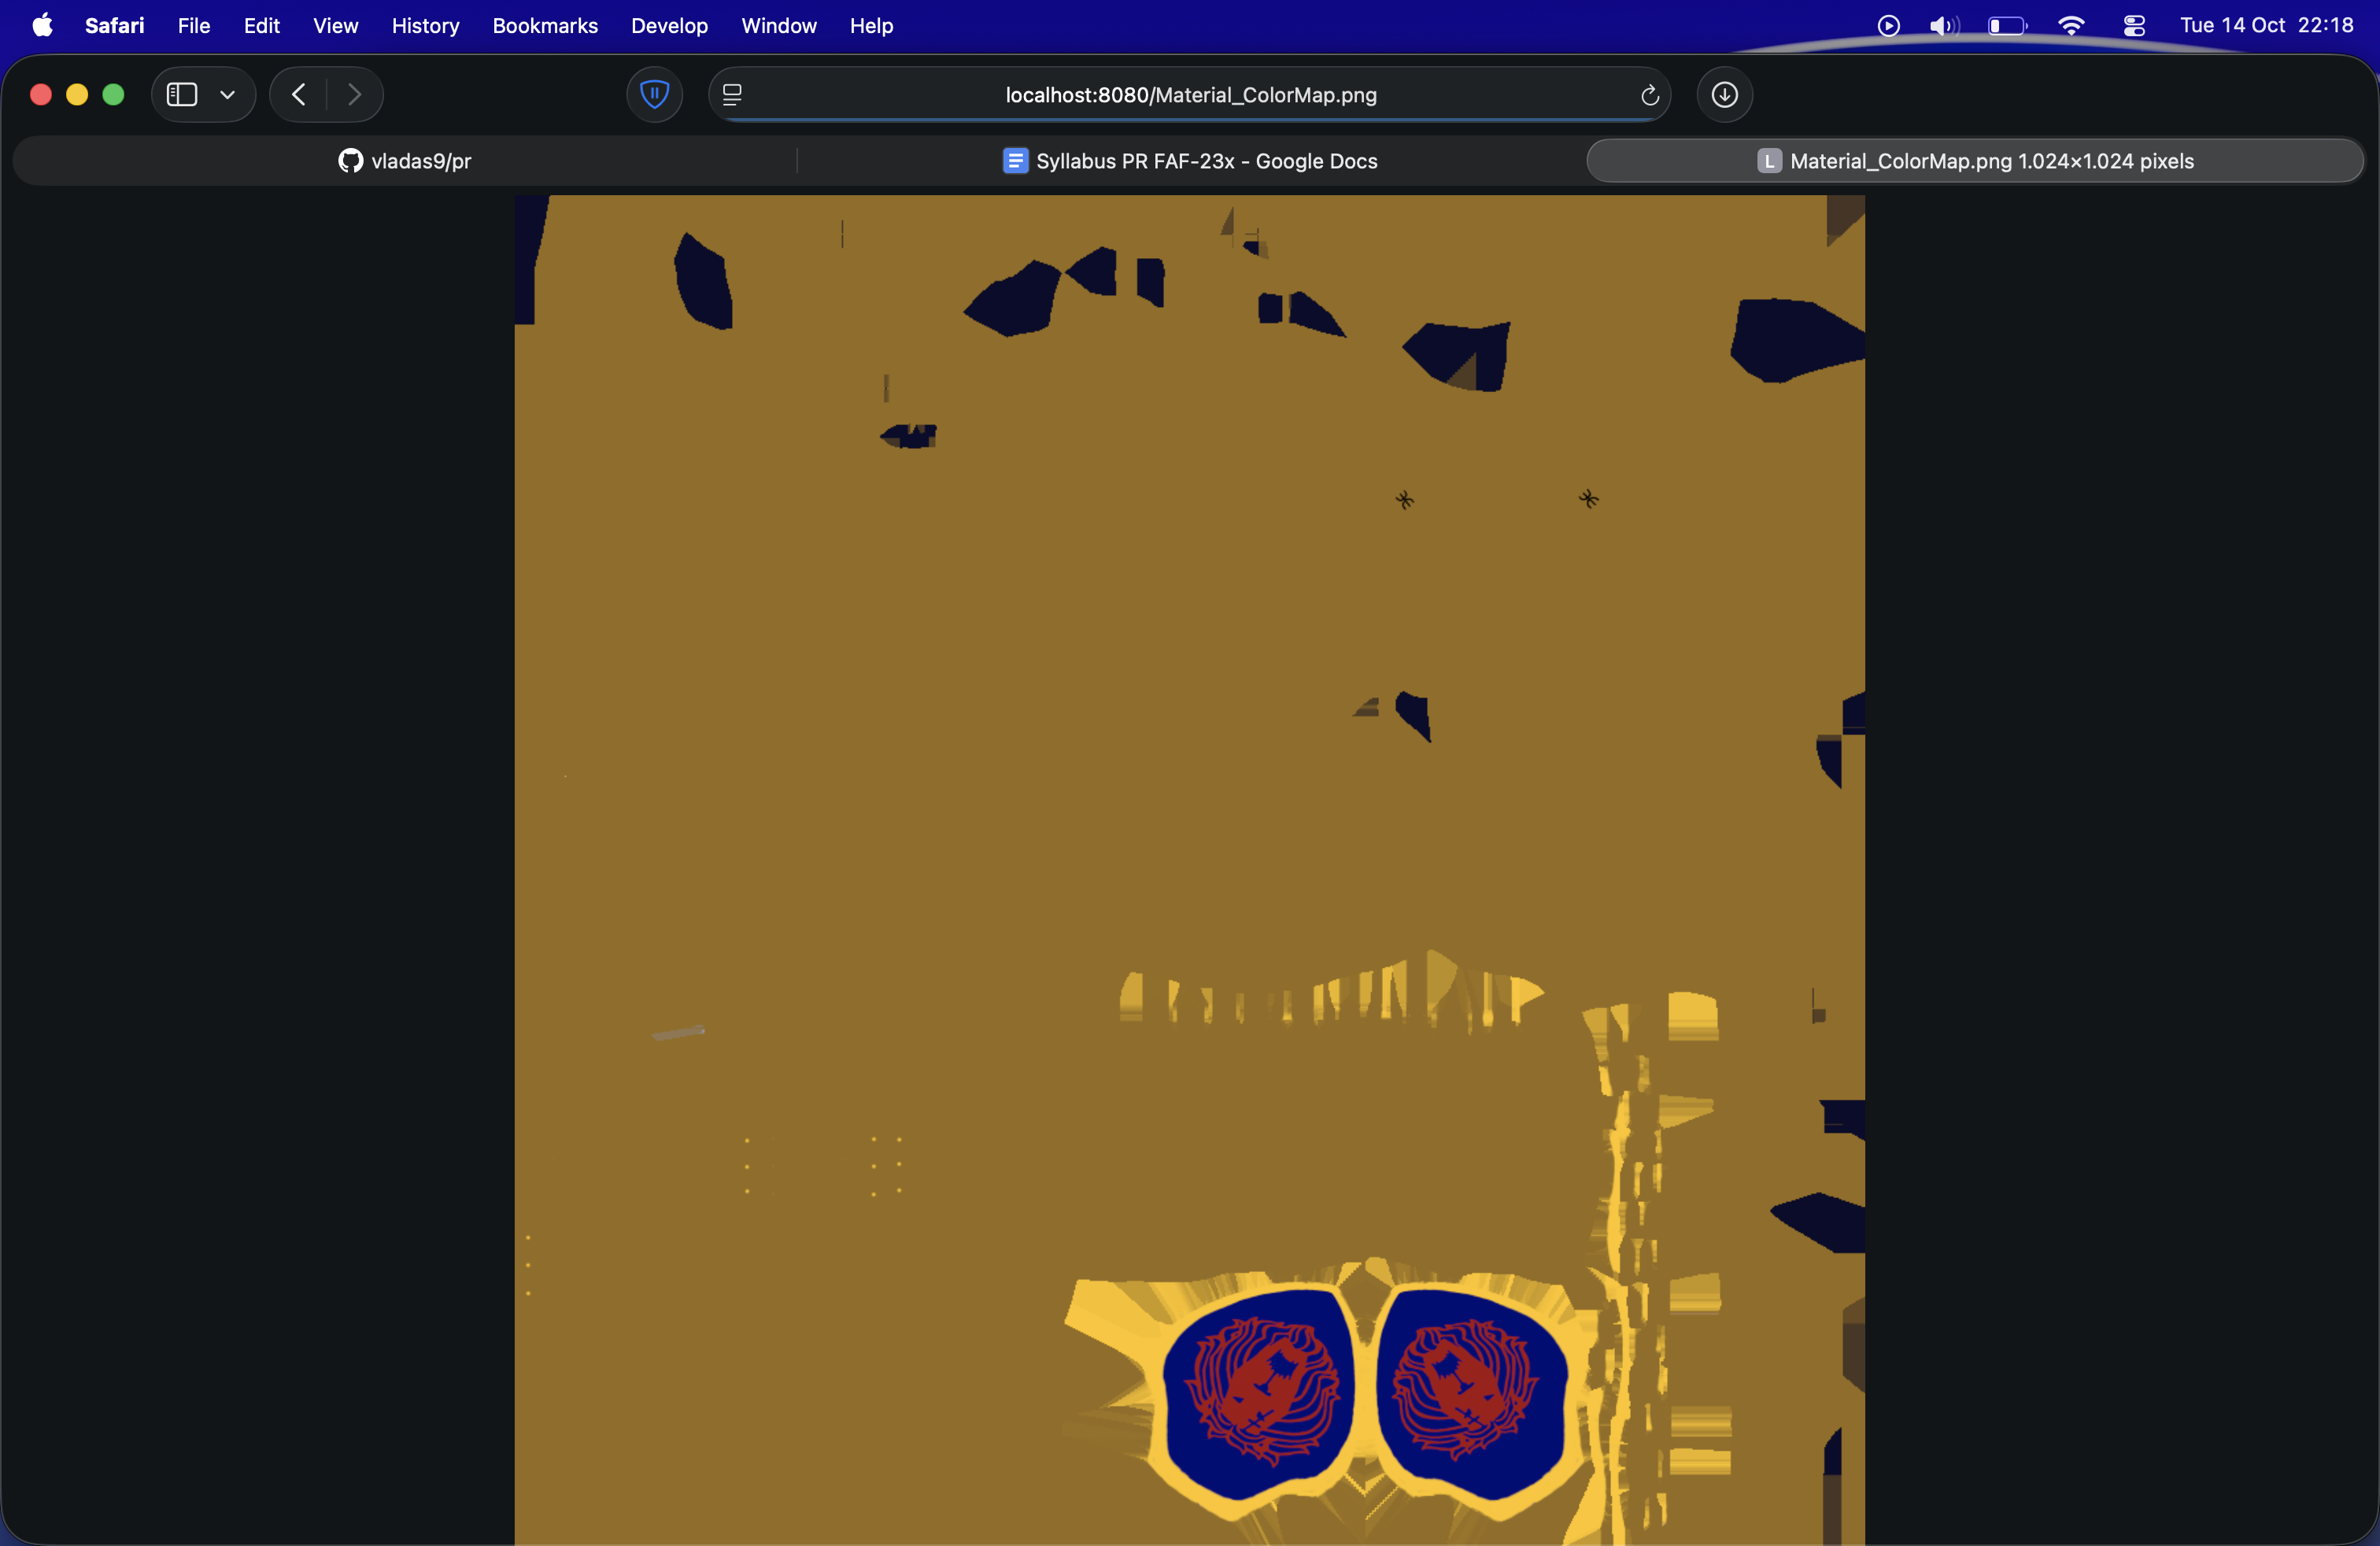 Safari File Edit View History Bookmarks Develop Window Help Tue 14 Oct 22:18
localhost:8080/Material_ColorMap.png
vladas9/pr Syllabus PR FAF-23x - Google Docs L Material_ColorMap.png 1.024×1.024 pixels